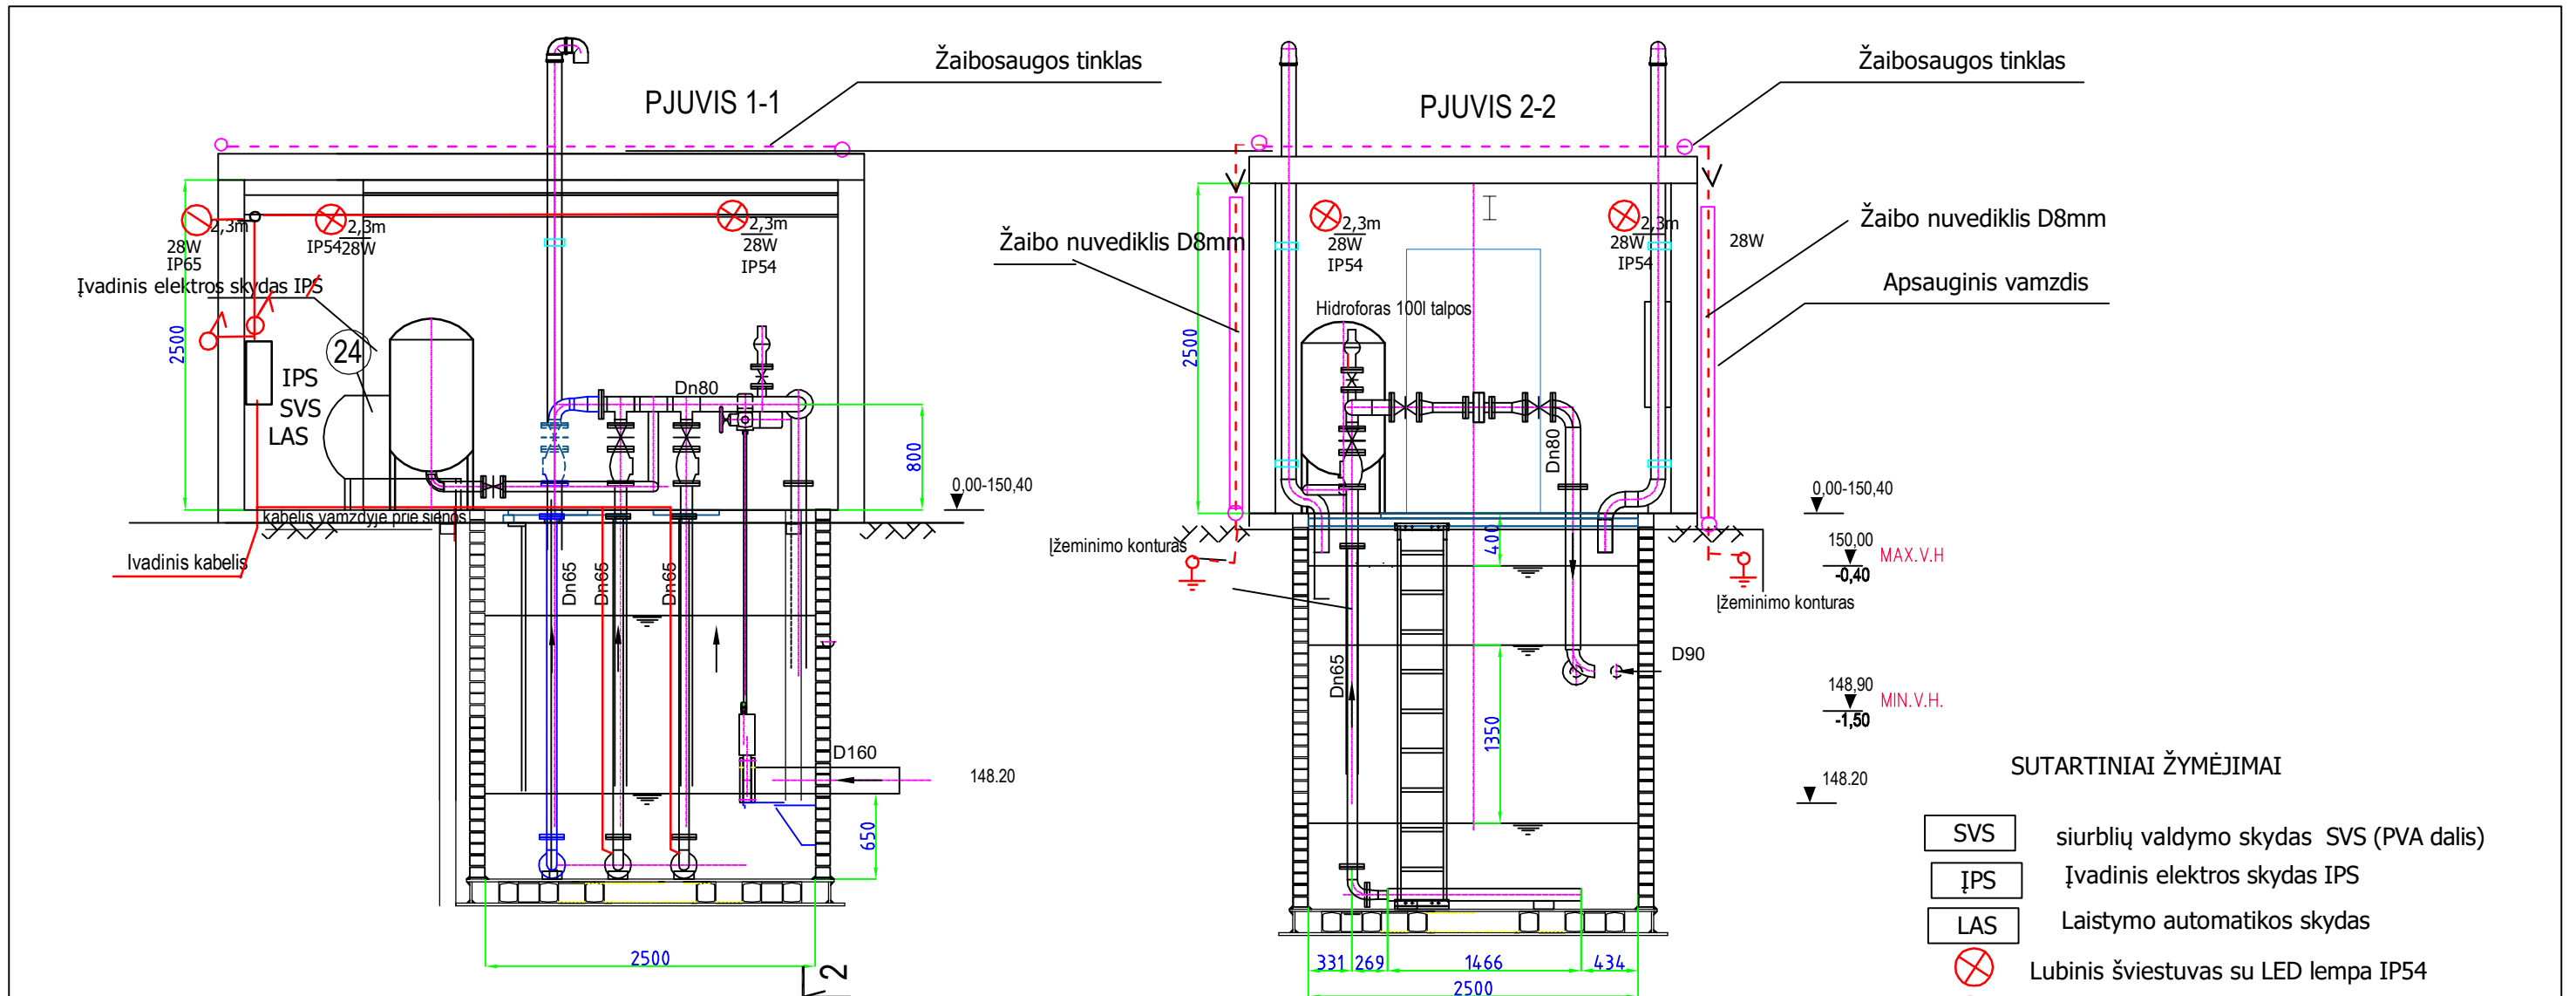 Žaibosaugos tinklas
PJUVIS 1-1
2,3m
28W
IP65
2,3m
IP54
28W
2,3m
28W
IP54
Įvadinis elektros skydas IPS
2500
24
IPS
SVS
LAS
Dn80
800
0,00-150,40
kabelis vamzdyje prie sienos
Ivadinis kabelis
Dn65
Dn65
Dn65
D160
148.20
650
2500
2
Žaibosaugos tinklas
PJUVIS 2-2
Žaibo nuvediklis D8mm
2,3m
28W
IP54
2,3m
28W
IP54
28W
Žaibo nuvediklis D8mm
Apsauginis vamzdis
Hidroforas 100l talpos
2500
Dn80
0,00-150,40
Įžeminimo konturas
400
150,00
MAX.V.H
-0,40
Įžeminimo konturas
Dn65
D90
148,90
MIN.V.H.
-1,50
1350
148.20
331
269
1466
434
2500
SUTARTINIAI ŽYMĖJIMAI
SVS siurblių valdymo skydas SVS (PVA dalis)
ĮPS Įvadinis elektros skydas IPS
LAS Laistymo automatikos skydas
Lubinis šviestuvas su LED lempa IP54